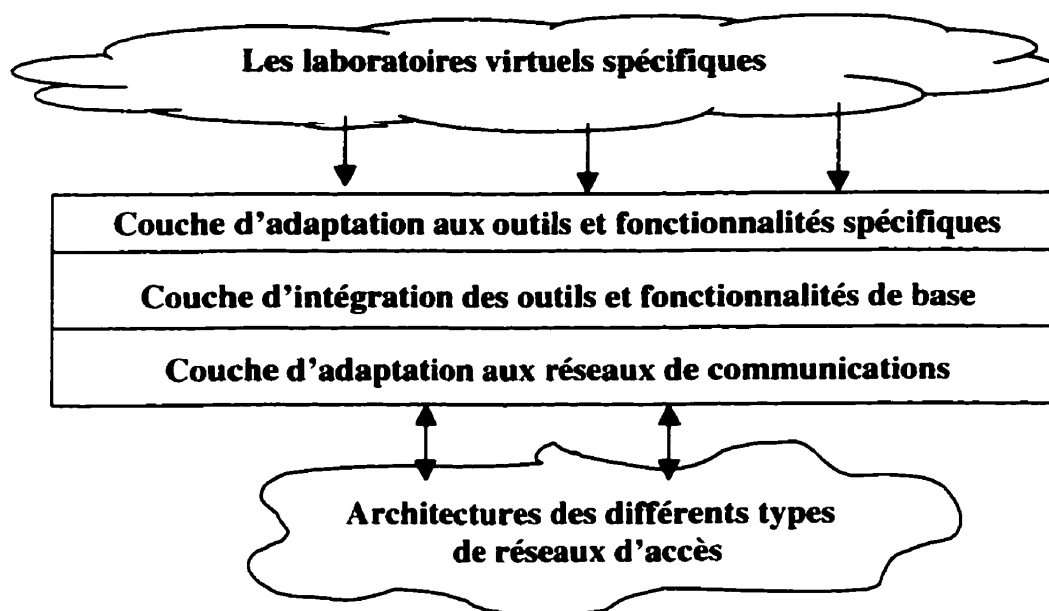 Les laboratoires virtuels spécifiques
Couche d'adaptation aux outils et fonctionnalités spécifiques
Couche d'intégration des outils et fonctionnalités de base
Couche d'adaptation aux réseaux de communications
Architectures des différents types
de réseaux d'accès